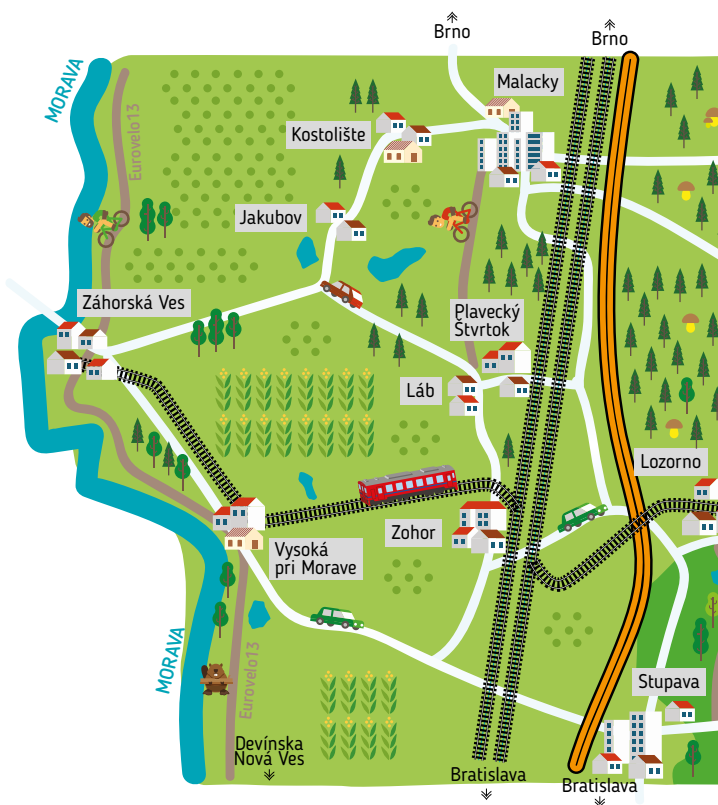 Brno
Brno
MORAVA
Malacky
Eurovelo13
Kostolište
Jakubov
Záhorská Ves
Plavecký
Štvrtok
Láb
Lozorno
Zohor
Vysoká
pri Morave
MORAVA
Eurovelo13
Stupava
Devínska
Nová Ves
Bratislava
Bratislava